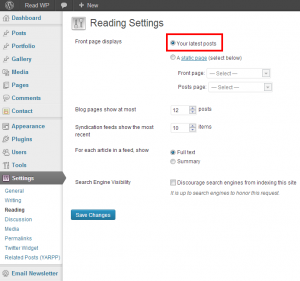 Read WP + New
Dashboard
Posts
Portfolio
Gallery
Media
Pages
Comments
Contact
Appearance
Plugins
Users
Tools
Settings
General
Writing
Reading
Discussion
Media
Permalinks
Twitter Widget
Related Posts (YARPP)
Email Newsletter
Reading Settings
Front page displays
Your latest posts
A static page (select below)
Front page: — Select —
Posts page: — Select —
Blog pages show at most 12 posts
Syndication feeds show the most recent 10 items
For each article in a feed, show
Full text
Summary
Search Engine Visibility
Discourage search engines from indexing this site
It is up to search engines to honor this request.
Save Changes